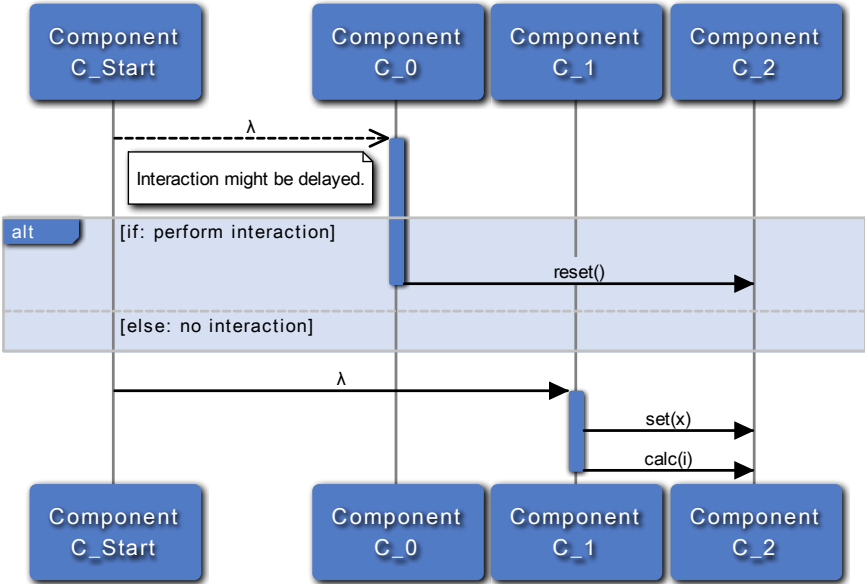 Component
C_Start
Component
C_0
Component
C_1
Component
C_2
λ
Interaction might be delayed.
alt
[if: perform interaction]
reset()
[else: no interaction]
λ
set(x)
calc(i)
Component
C_Start
Component
C_0
Component
C_1
Component
C_2